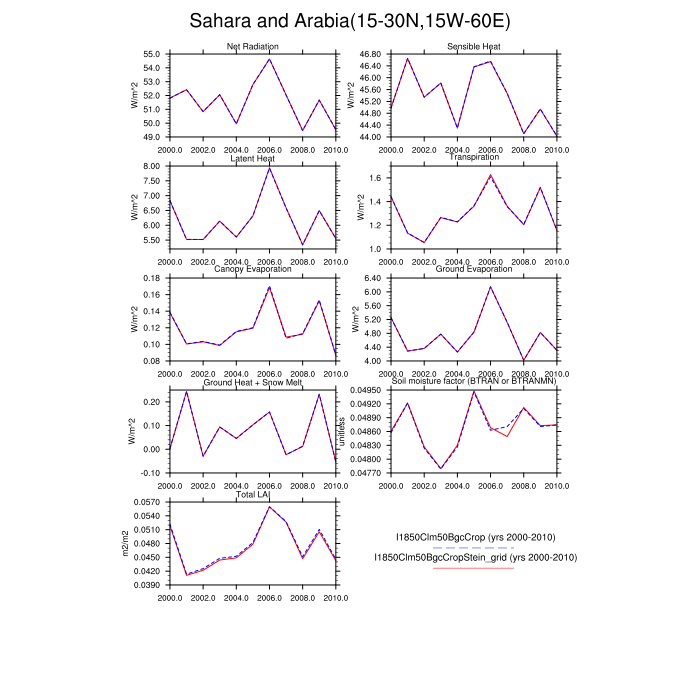 Sahara and Arabia(15-30N,15W-60E)
Net Radiation
W/m^2
55.0
54.0
53.0
52.0
51.0
50.0
49.0
2000.0 2002.0 2004.0 2006.0 2008.0 2010.0
Sensible Heat
W/m^2
46.80
46.40
46.00
45.60
45.20
44.80
44.40
44.00
2000.0 2002.0 2004.0 2006.0 2008.0 2010.0
Latent Heat
W/m^2
8.00
7.50
7.00
6.50
6.00
5.50
2000.0 2002.0 2004.0 2006.0 2008.0 2010.0
Transpiration
W/m^2
1.6
1.4
1.2
1.0
2000.0 2002.0 2004.0 2006.0 2008.0 2010.0
Canopy Evaporation
W/m^2
0.18
0.16
0.14
0.12
0.10
0.08
2000.0 2002.0 2004.0 2006.0 2008.0 2010.0
Ground Evaporation
W/m^2
6.40
6.00
5.60
5.20
4.80
4.40
4.00
2000.0 2002.0 2004.0 2006.0 2008.0 2010.0
Ground Heat + Snow Melt
W/m^2
0.20
0.10
0.00
-0.10
2000.0 2002.0 2004.0 2006.0 2008.0 2010.0
Soil moisture factor (BTRAN or BTRANMN)
unitless
0.04950
0.04920
0.04890
0.04860
0.04830
0.04800
0.04770
2000.0 2002.0 2004.0 2006.0 2008.0 2010.0
Total LAI
m2/m2
0.0570
0.0540
0.0510
0.0480
0.0450
0.0420
0.0390
2000.0 2002.0 2004.0 2006.0 2008.0 2010.0
I1850Clm50BgcCrop (yrs 2000-2010)
I1850Clm50BgcCropStein_grid (yrs 2000-2010)